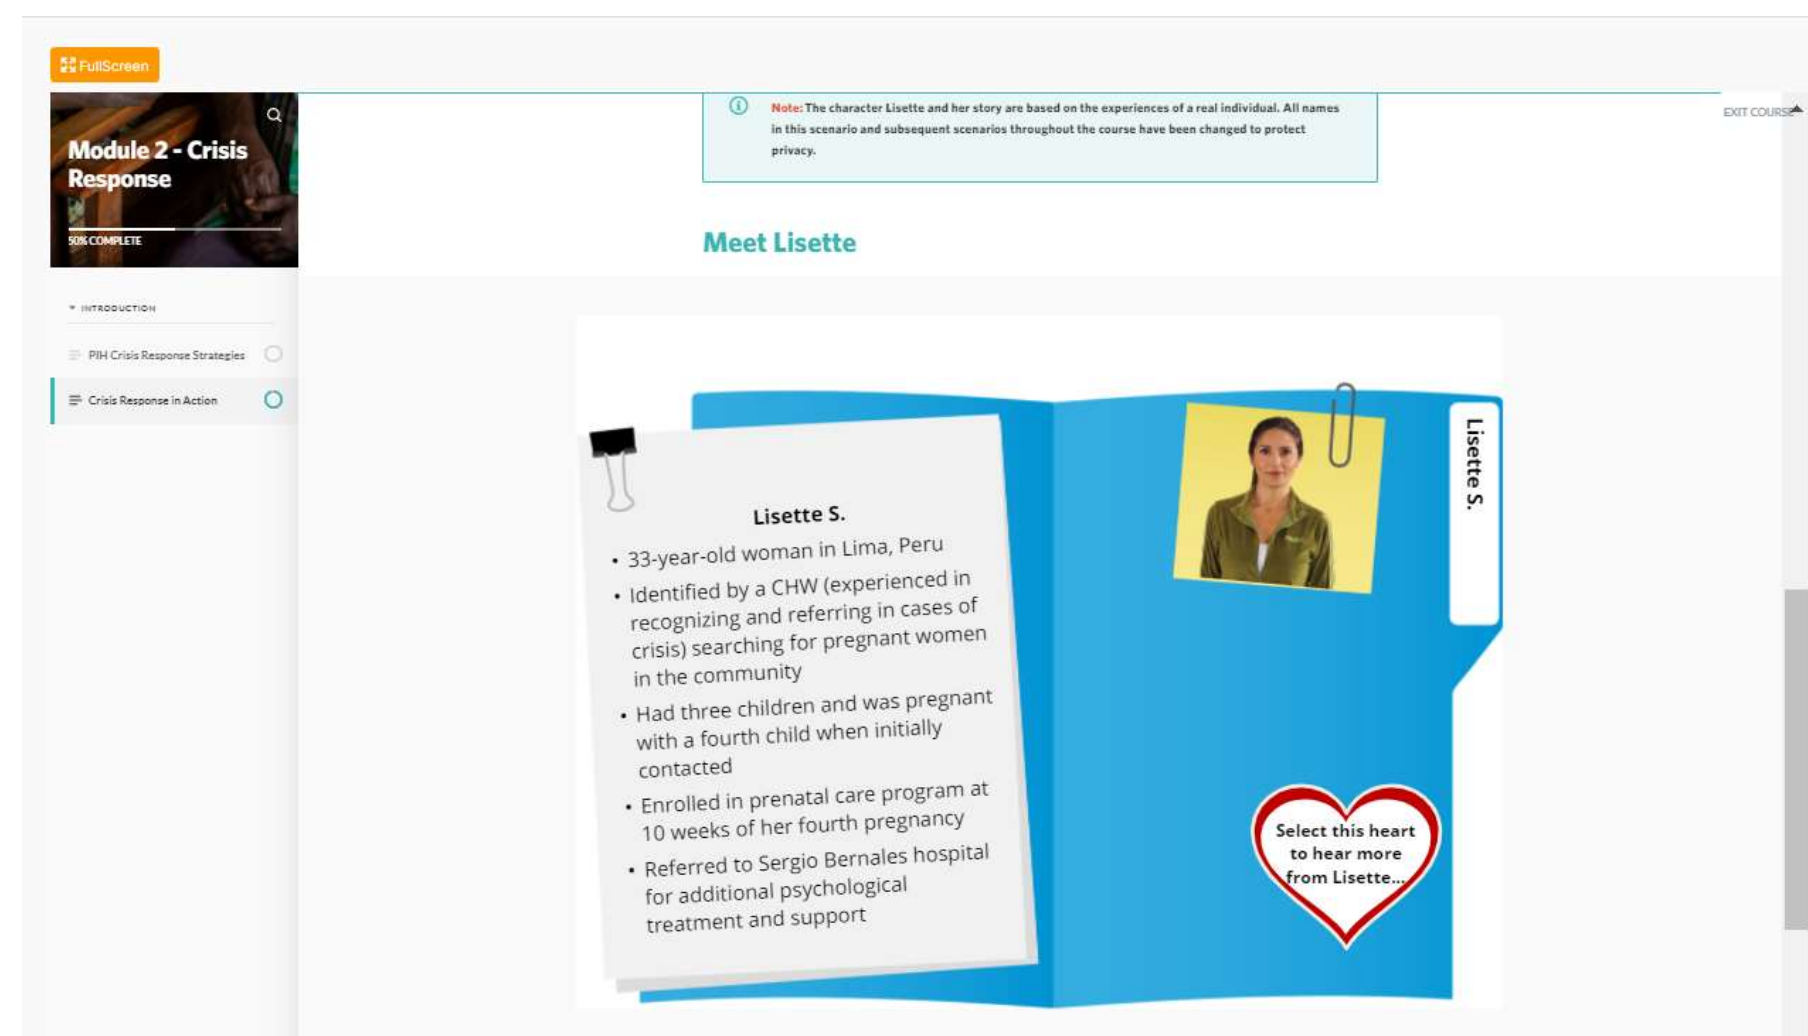 FullScreen
Module 2 - Crisis
Response
50% COMPLETE
INTRODUCTION
PIH Crisis Response Strategies
Crisis Response in Action
Note: The character Lisette and her story are based on the experiences of a real individual. All names
in this scenario and subsequent scenarios throughout the course have been changed to protect
privacy.
EXIT COURSE
Meet Lisette
Lisette S.
• 33-year-old woman in Lima, Peru
• Identified by a CHW (experienced in
recognizing and referring in cases of
crisis) searching for pregnant women
in the community
• Had three children and was pregnant
with a fourth child when initially
contacted
• Enrolled in prenatal care program at
10 weeks of her fourth pregnancy
• Referred to Sergio Bernales hospital
for additional psychological
treatment and support
Lisette S.
Select this heart
to hear more
from Lisette...